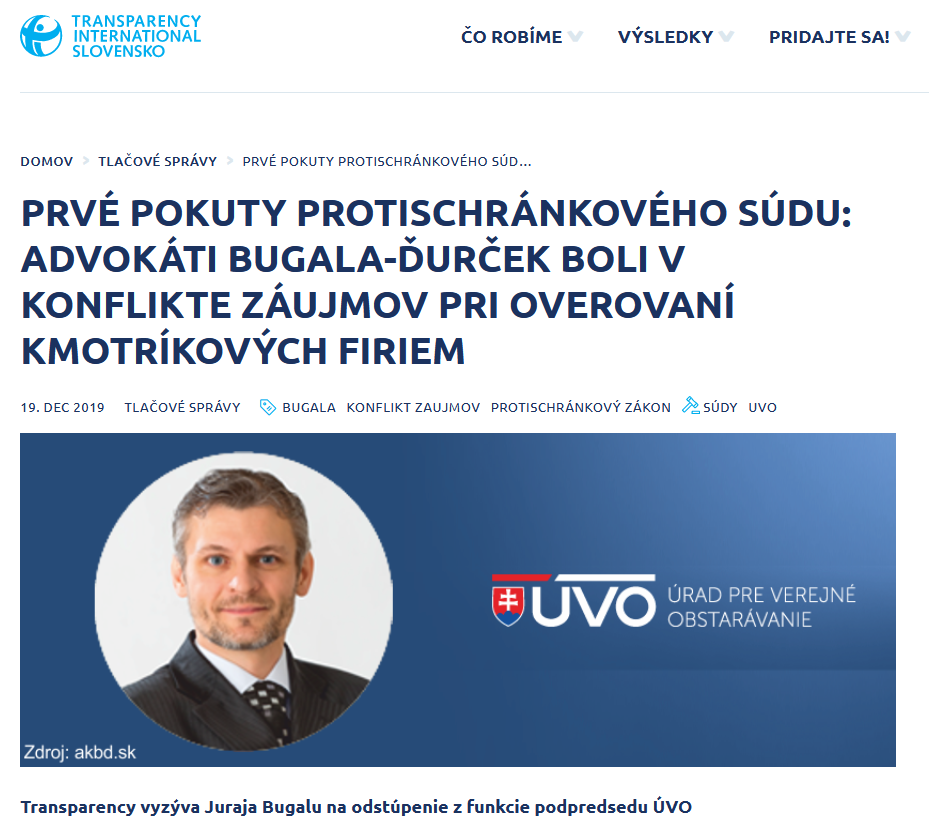 TRANSPARENCY
INTERNATIONAL
SLOVENSKO
ČO ROBÍME
VÝSLEDKY
PRIDAJTE SA!
DOMOV
TLAČOVÉ SPRÁVY
PRVÉ POKUTY PROTISCHRÁNKOVÉHO SÚD...
PRVÉ POKUTY PROTISCHRÁNKOVÉHO SÚDU:
ADVOKÁTI BUGALA-ĎURČEK BOLI V
KONFLIKTE ZÁUJMOV PRI OVEROVANÍ
KMOTRÍKOVÝCH FIRIEM
19. DEC 2019 TLAČOVÉ SPRÁVY BUGALA KONFLIKT ZAUJMOV PROTISCHRÁNKOVÝ ZÁKON SÚDY UVO
UVO
ÚRAD PRE VEREJNÉ
OBSTARÁVANIE
Zdroj: akbd.sk
Transparency vyzýva Juraja Bugalu na odstúpenie z funkcie podpredsedu ÚVO